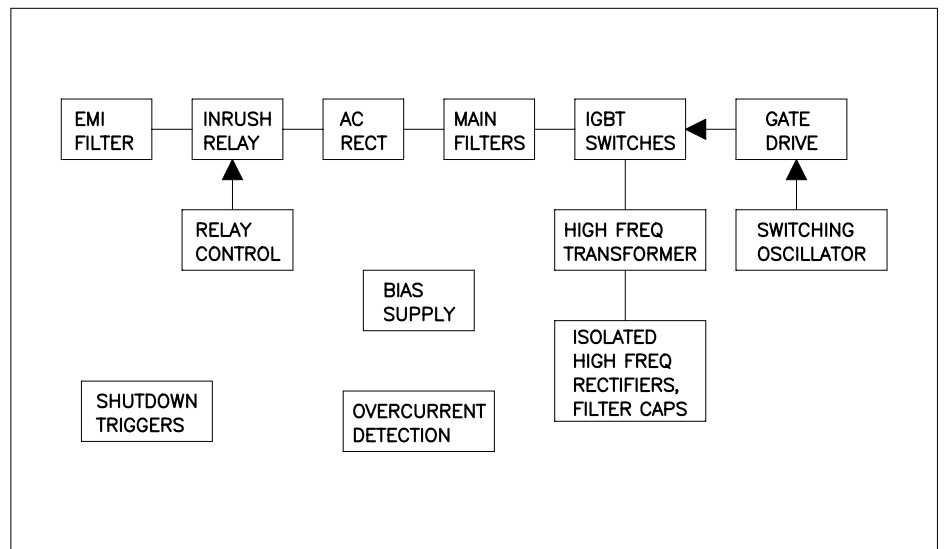 EMI
FILTER
INRUSH
RELAY
AC
RECT
MAIN
FILTERS
IGBT
SWITCHES
GATE
DRIVE
RELAY
CONTROL
HIGH FREQ
TRANSFORMER
SWITCHING
OSCILLATOR
BIAS
SUPPLY
ISOLATED
HIGH FREQ
RECTIFIERS,
FILTER CAPS
SHUTDOWN
TRIGGERS
OVERCURRENT
DETECTION